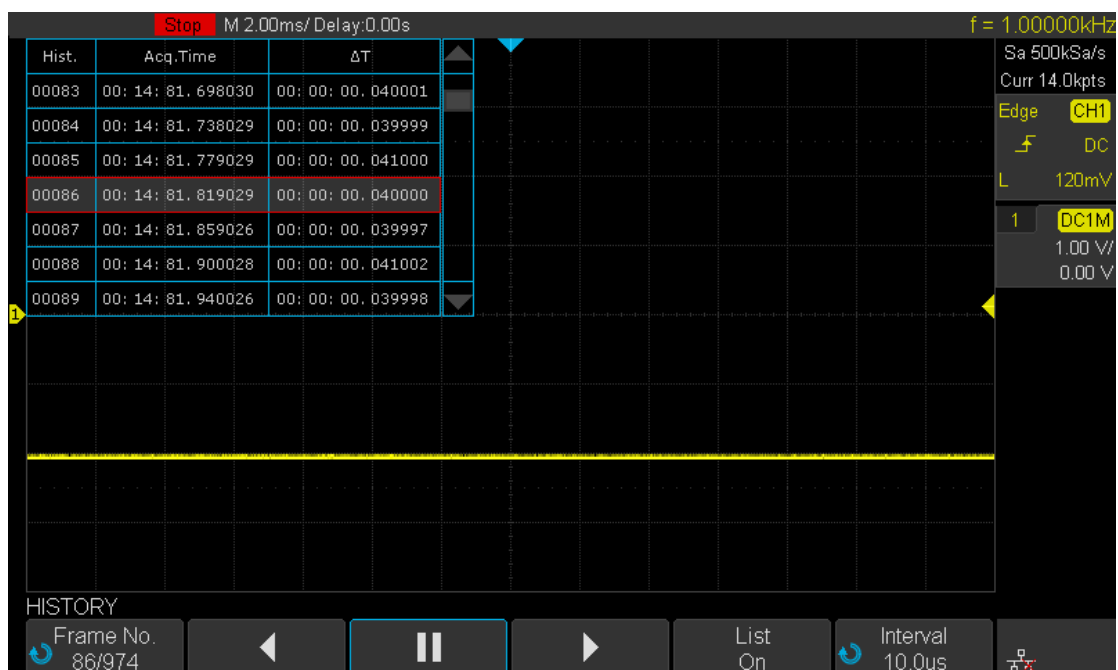 Stop M 2.00ms/ Delay:0.00s f = 1.00000kHz
Hist. Acq.Time ΔT
00083 00: 14: 81. 698030 00: 00: 00. 040001
00084 00: 14: 81. 738029 00: 00: 00. 039999
00085 00: 14: 81. 779029 00: 00: 00. 041000
00086 00: 14: 81. 819029 00: 00: 00. 040000
00087 00: 14: 81. 859026 00: 00: 00. 039997
00088 00: 14: 81. 900028 00: 00: 00. 041002
00089 00: 14: 81. 940026 00: 00: 00. 039998
1
Sa 500kSa/s
Curr 14.0kpts
Edge CH1
DC
L 120mV
1 DC1M
1.00 V/
0.00 V
HISTORY
Frame No.
86/974
List
On
Interval
10.0us